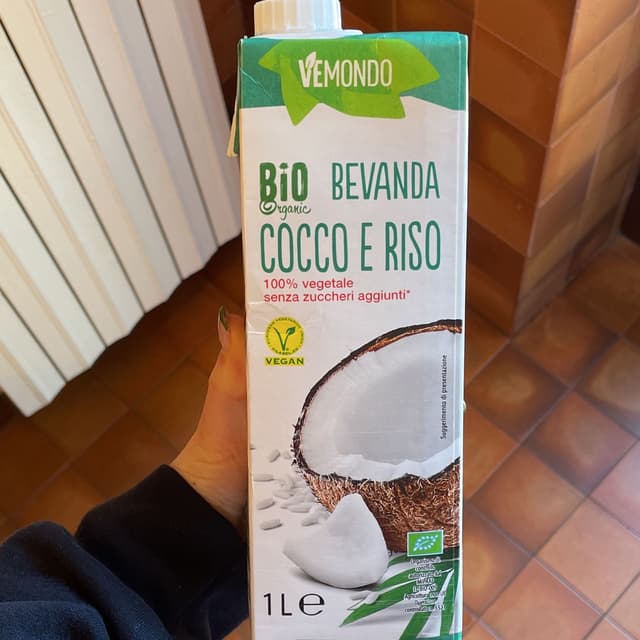 VEMONDO
BiO
Organic
BEVANDA
COCCO E RISO
100% vegetale
senza zuccheri aggiunti*
VEGAN
Suggerimento di presentazione
1L e